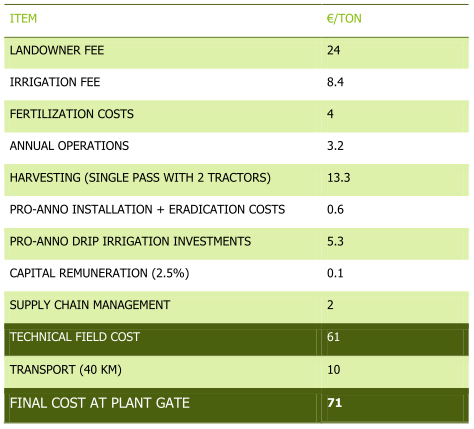 ITEM €/TON
LANDOWNER FEE 24
IRRIGATION FEE 8.4
FERTILIZATION COSTS 4
ANNUAL OPERATIONS 3.2
HARVESTING (SINGLE PASS WITH 2 TRACTORS) 13.3
PRO-ANNO INSTALLATION + ERADICATION COSTS 0.6
PRO-ANNO DRIP IRRIGATION INVESTMENTS 5.3
CAPITAL REMUNERATION (2.5%) 0.1
SUPPLY CHAIN MANAGEMENT 2
TECHNICAL FIELD COST 61
TRANSPORT (40 KM) 10
FINAL COST AT PLANT GATE 71